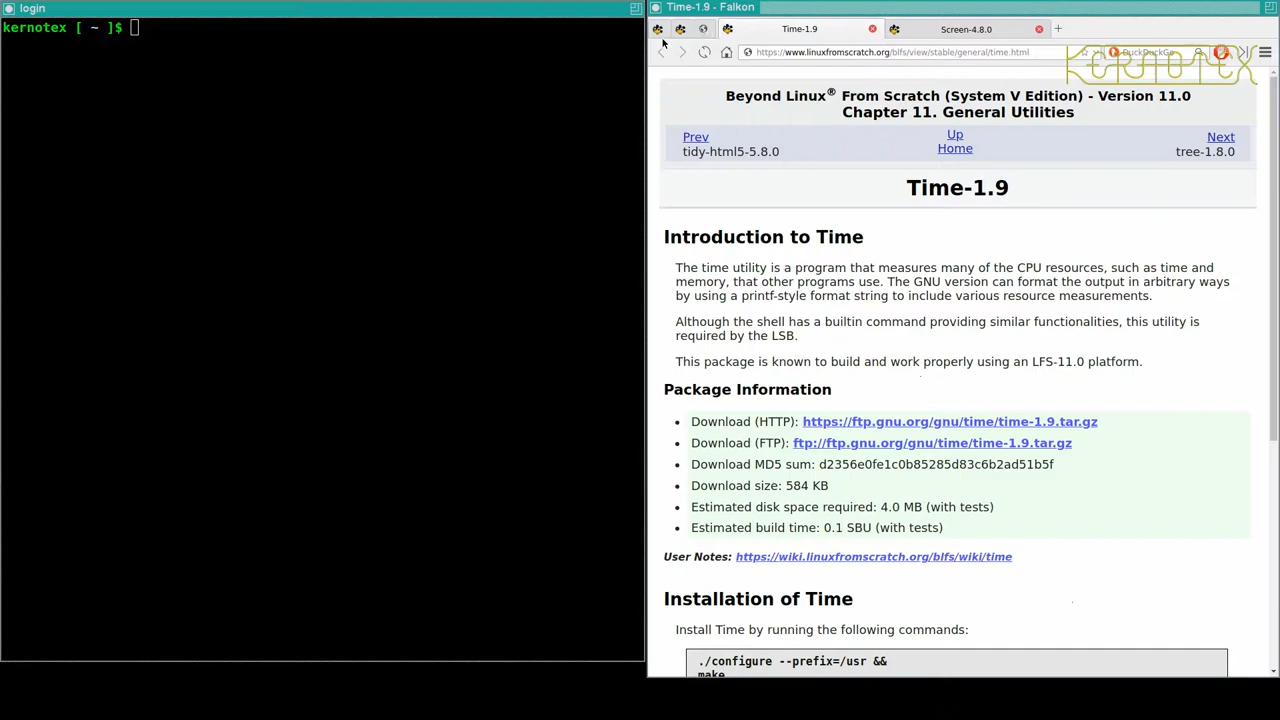 login
kernotex [ ~ ]$
Time-1.9 - Falkon
Time-1.9
Screen-4.8.0
https://www.linuxfromscratch.org/blfs/view/stable/general/time.html
DuckDuckGo
KERNOTEX
Beyond Linux® From Scratch (System V Edition) - Version 11.0
Chapter 11. General Utilities
Prev
Up
Next
tidy-html5-5.8.0
Home
tree-1.8.0
Time-1.9
Introduction to Time
The time utility is a program that measures many of the CPU resources, such as time and
memory, that other programs use. The GNU version can format the output in arbitrary ways
by using a printf-style format string to include various resource measurements.
Although the shell has a builtin command providing similar functionalities, this utility is
required by the LSB.
This package is known to build and work properly using an LFS-11.0 platform.
Package Information
• Download (HTTP): https://ftp.gnu.org/gnu/time/time-1.9.tar.gz
• Download (FTP): ftp://ftp.gnu.org/gnu/time/time-1.9.tar.gz
• Download MD5 sum: d2356e0fe1c0b85285d83c6b2ad51b5f
• Download size: 584 KB
• Estimated disk space required: 4.0 MB (with tests)
• Estimated build time: 0.1 SBU (with tests)
User Notes: https://wiki.linuxfromscratch.org/blfs/wiki/time
Installation of Time
Install Time by running the following commands:
./configure --prefix=/usr &&
make